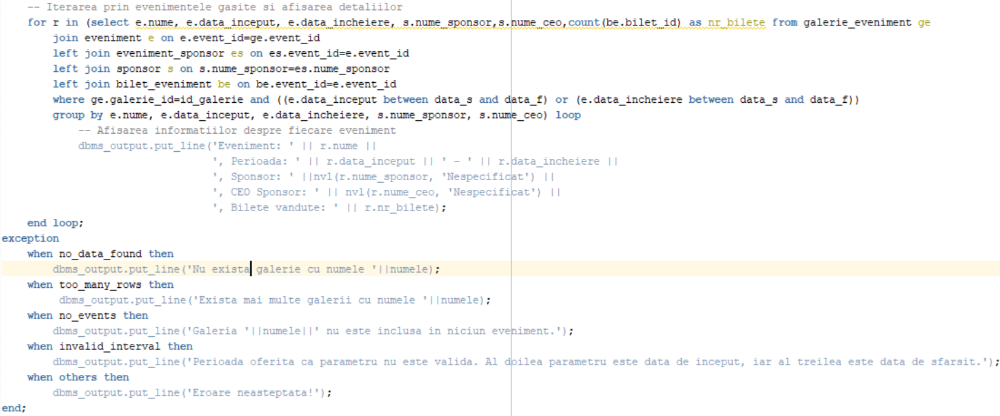 -- Iterarea prin evenimentele gasite si afisarea detaliilor
for r in (select e.nume, e.data_inceput, e.data_incheiere, s.nume_sponsor,s.nume_ceo,count(be.bilet_id) as nr_bilete from galerie_eveniment ge
join eveniment e on e.event_id=ge.event_id
left join eveniment_sponsor es on es.event_id=e.event_id
left join sponsor s on s.nume_sponsor=es.nume_sponsor
left join bilet_eveniment be on be.event_id=e.event_id
where ge.galerie_id=id_galerie and ((e.data_inceput between data_s and data_f) or (e.data_incheiere between data_s and data_f))
group by e.nume, e.data_inceput, e.data_incheiere, s.nume_sponsor, s.nume_ceo) loop
-- Afisarea informatiilor despre fiecare eveniment
dbms_output.put_line('Eveniment: ' || r.nume ||
', Perioada: ' || r.data_inceput || ' - ' || r.data_incheiere ||
', Sponsor: ' ||nvl(r.nume_sponsor, 'Nespecificat') ||
', CEO Sponsor: ' || nvl(r.nume_ceo, 'Nespecificat') ||
', Bilete vandute: ' || r.nr_bilete);
end loop;
exception
when no_data_found then
dbms_output.put_line('Nu exista galerie cu numele '||numele);
when too_many_rows then
dbms_output.put_line('Exista mai multe galerii cu numele '||numele);
when no_events then
dbms_output.put_line('Galeria '||numele||' nu este inclusa in niciun eveniment.');
when invalid_interval then
dbms_output.put_line('Perioada oferita ca parametru nu este valida. Al doilea parametru este data de inceput, iar al treilea este data de sfarsit.');
when others then
dbms_output.put_line('Eroare neasteptata!');
end;